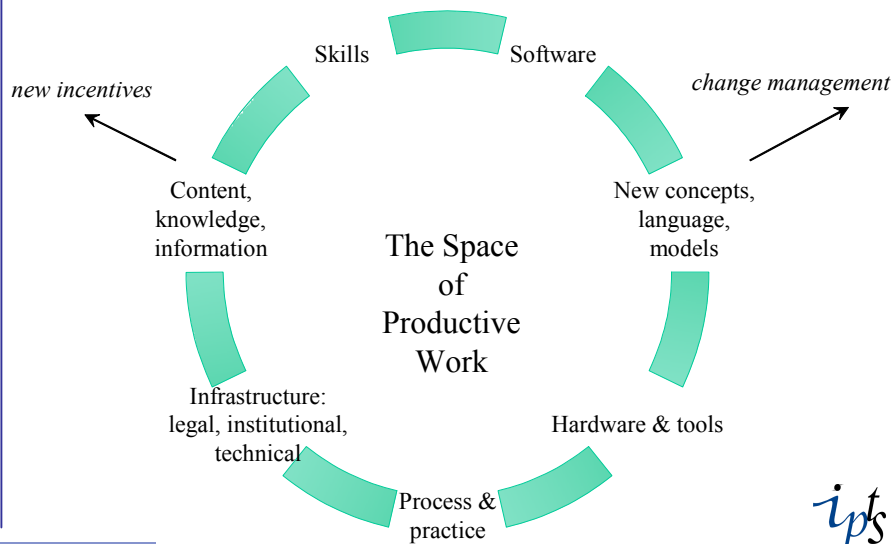 Skills
Software
new incentives
change management
Content,
knowledge,
information
New concepts,
language,
models
The Space
of
Productive
Work
Infrastructure:
legal, institutional,
technical
Hardware & tools
Process &
practice
ipts